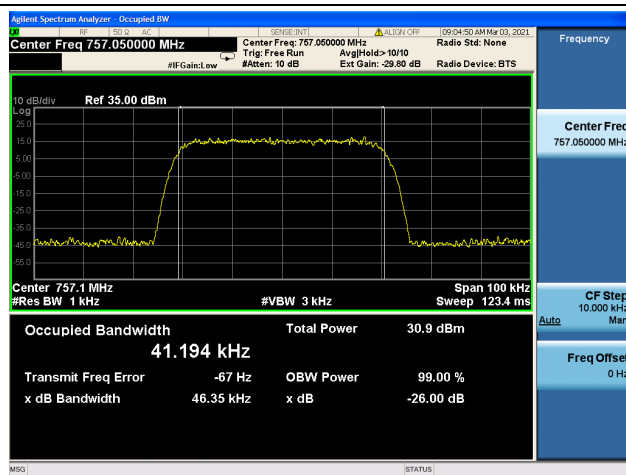 Agilent Spectrum Analyzer - Occupied BW
RF 50 Ω AC SENSE:INT ALIGN OFF 09:04:50 AM Mar 03, 2021
Center Freq 757.050000 MHz Center Freq: 757.050000 MHz Radio Std: None
Trig: Free Run Avg|Hold:>10/10
#IFGain:Low #Atten: 10 dB Ext Gain: -29.80 dB Radio Device: BTS
Frequency
10 dB/div Ref 35.00 dBm
Log
25.0
15.0
5.00
-5.00
-15.0
-25.0
-35.0
-45.0
-55.0
Center Freq
757.050000 MHz
Center 757.1 MHz Span 100 kHz
#Res BW 1 kHz #VBW 3 kHz Sweep 123.4 ms
CF Step
10.000 kHz
Auto Man
Occupied Bandwidth Total Power 30.9 dBm
41.194 kHz
Transmit Freq Error -67 Hz OBW Power 99.00 %
x dB Bandwidth 46.35 kHz x dB -26.00 dB
Freq Offset
0 Hz
MSG STATUS